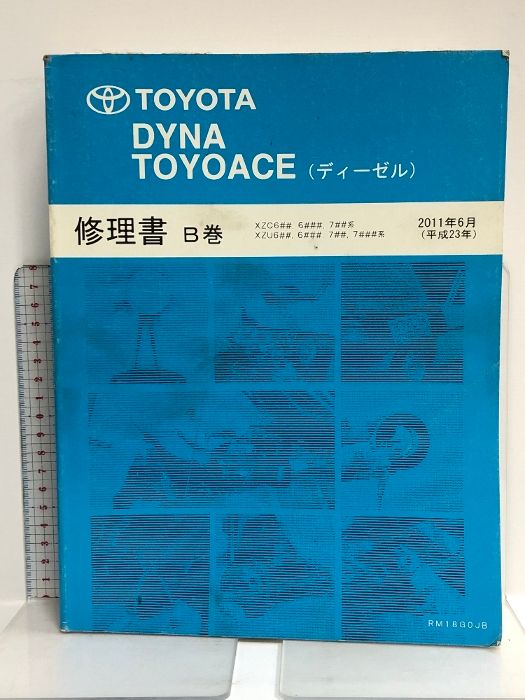 TOYOTA
DYNA
TOYOACE (ディーゼル)
修理書 B巻
XZC6##, 6###, 7##系
XZU6##, 6###, 7##, 7###系
2011年6月
(平成23年)
RM18G0JB